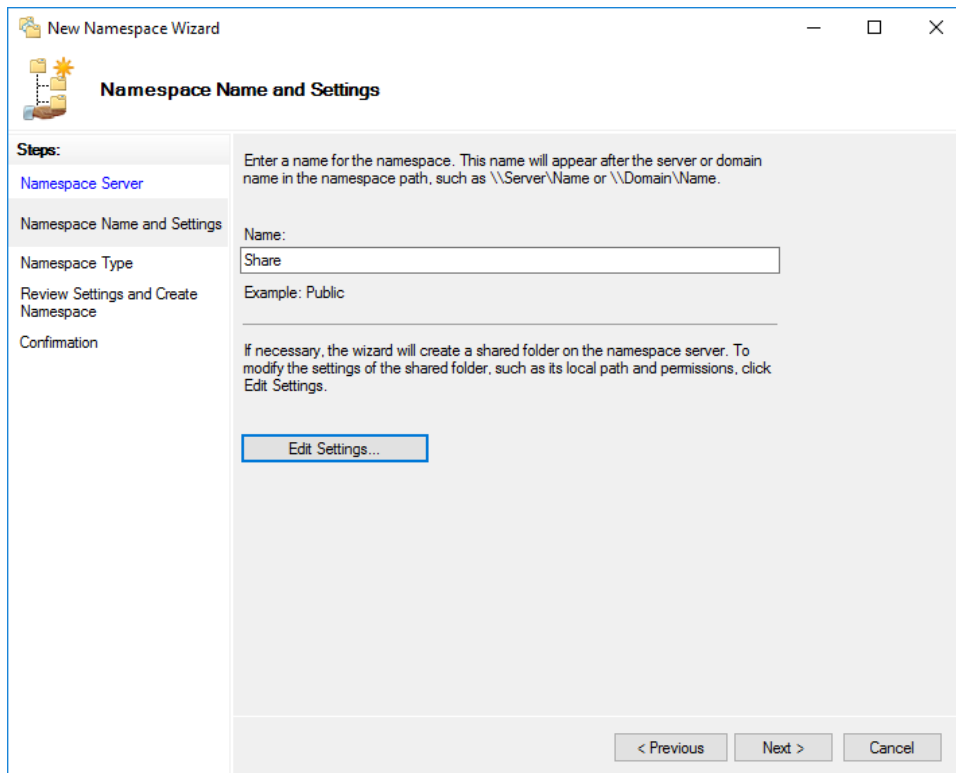 New Namespace Wizard
Namespace Name and Settings
Steps:
Namespace Server
Namespace Name and Settings
Namespace Type
Review Settings and Create
Namespace
Confirmation
Enter a name for the namespace. This name will appear after the server or domain
name in the namespace path, such as \\Server\Name or \\Domain\Name.
Name:
Share
Example: Public
If necessary, the wizard will create a shared folder on the namespace server. To
modify the settings of the shared folder, such as its local path and permissions, click
Edit Settings.
Edit Settings...
< Previous
Next >
Cancel